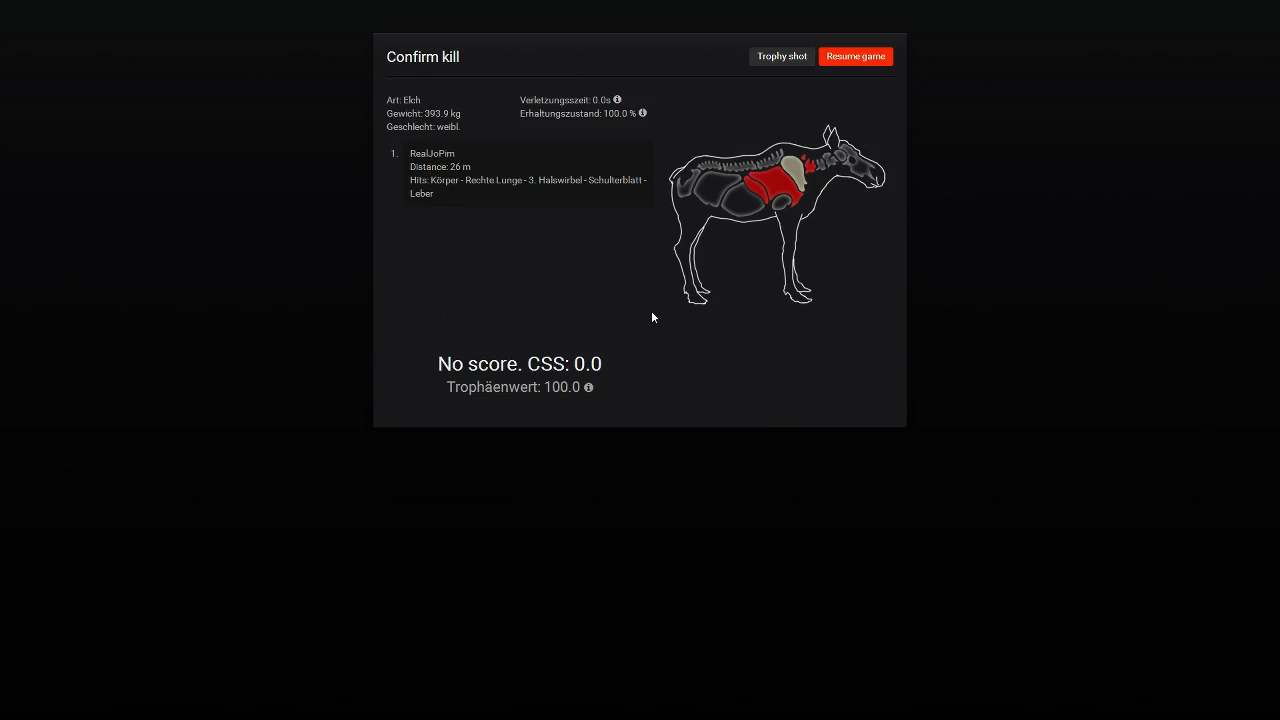 Confirm kill
Trophy shot
Resume game
Art: Elch
Gewicht: 393.9 kg
Geschlecht: weibl.
Verletzungsszeit: 0.0s
Erhaltungszustand: 100.0 %
1.
RealJoPim
Distance: 26 m
Hits: Körper - Rechte Lunge - 3. Halswirbel - Schulterblatt -
Leber
No score. CSS: 0.0
Trophäenwert: 100.0